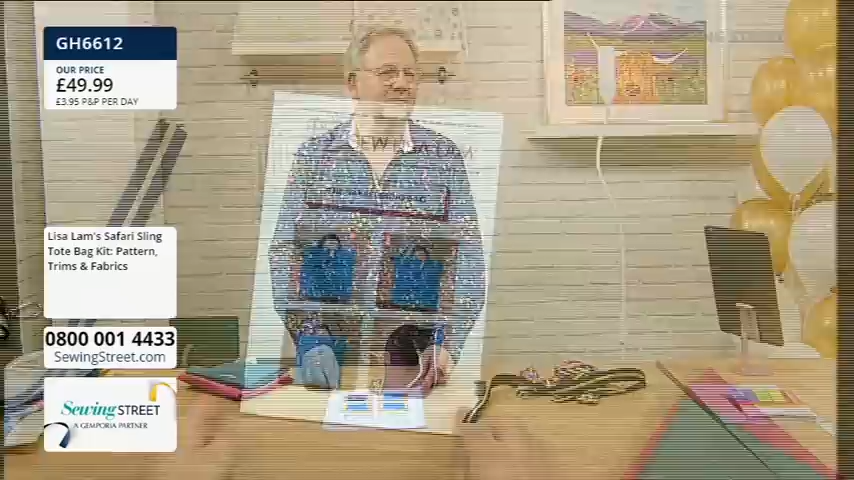 GH6612
OUR PRICE
£49.99
£3.95 P&P PER DAY
Lisa Lam's Safari Sling
Tote Bag Kit: Pattern,
Trims & Fabrics
0800 001 4433
SewingStreet.com
Sewing STREET
A GEMPORIA PARTNER